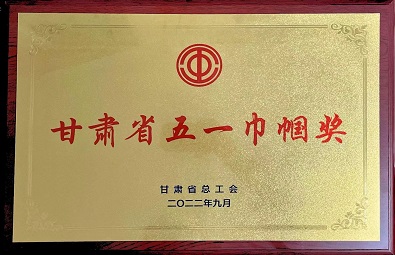 甘肃省五一巾帼奖
甘肃省总工会
二〇二二年九月